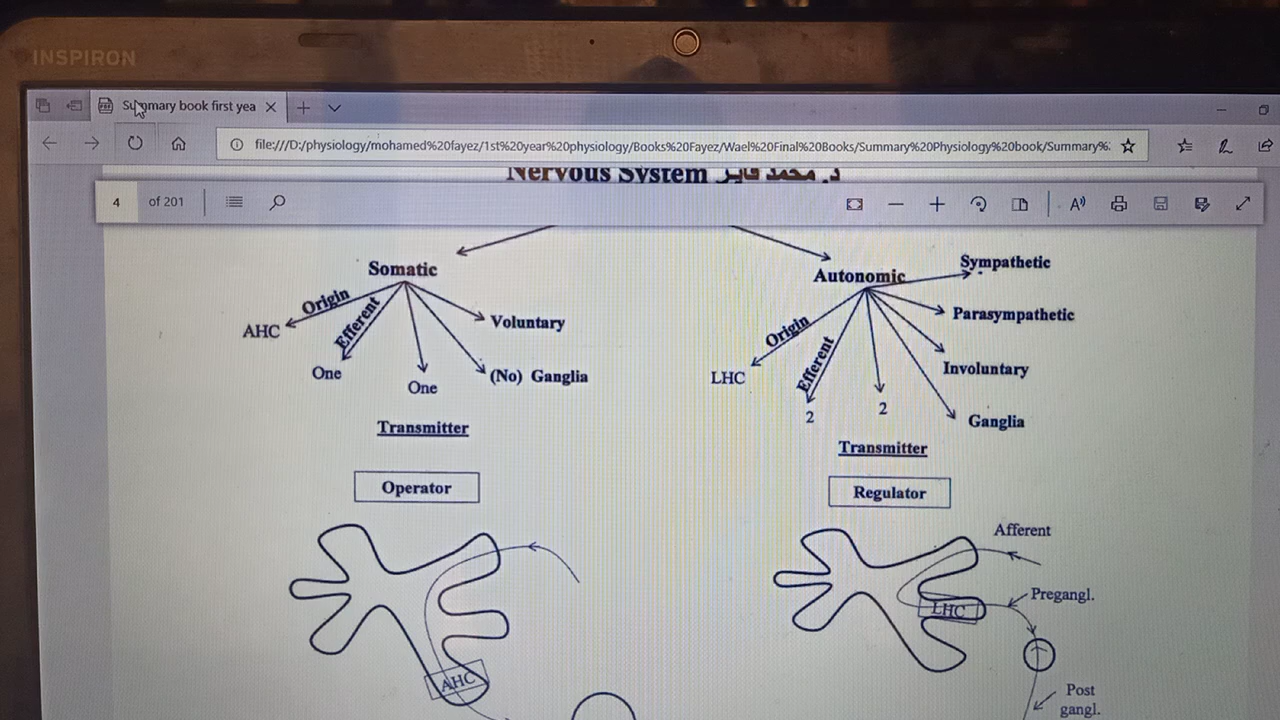 INSPIRON
Summary book first yea
file:///D:/physiology/mohamed%20fayez/1st%20year%20physiology/Books%20Fayez/Wael%20Final%20Books/Summary%20Physiology%20book/Summary%
Nervous System د. محمد فايز
4 of 201
Somatic
Origin
AHC
Efferent
One
One
Voluntary
(No) Ganglia
Transmitter
Operator
AHC
Autonomic
Sympathetic
Parasympathetic
Origin
LHC
Efferent
2
2
Involuntary
Ganglia
Transmitter
Regulator
Afferent
LHC
Pregangl.
Post
gangl.